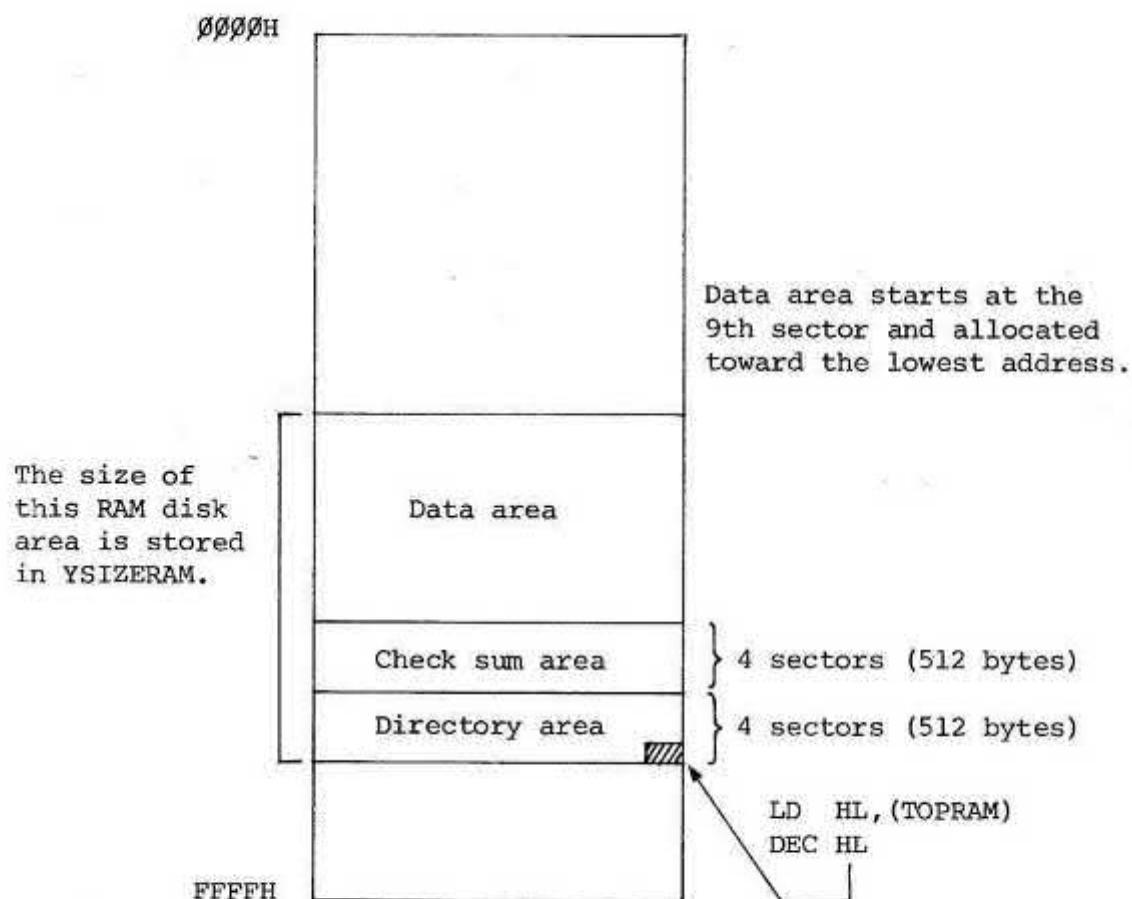 ØØØØH
Data area starts at the
9th sector and allocated
toward the lowest address.
The size of
this RAM disk
area is stored
in YSIZERAM.
Data area
Check sum area
4 sectors (512 bytes)
Directory area
4 sectors (512 bytes)
LD HL,(TOPRAM)
DEC HL
FFFFH